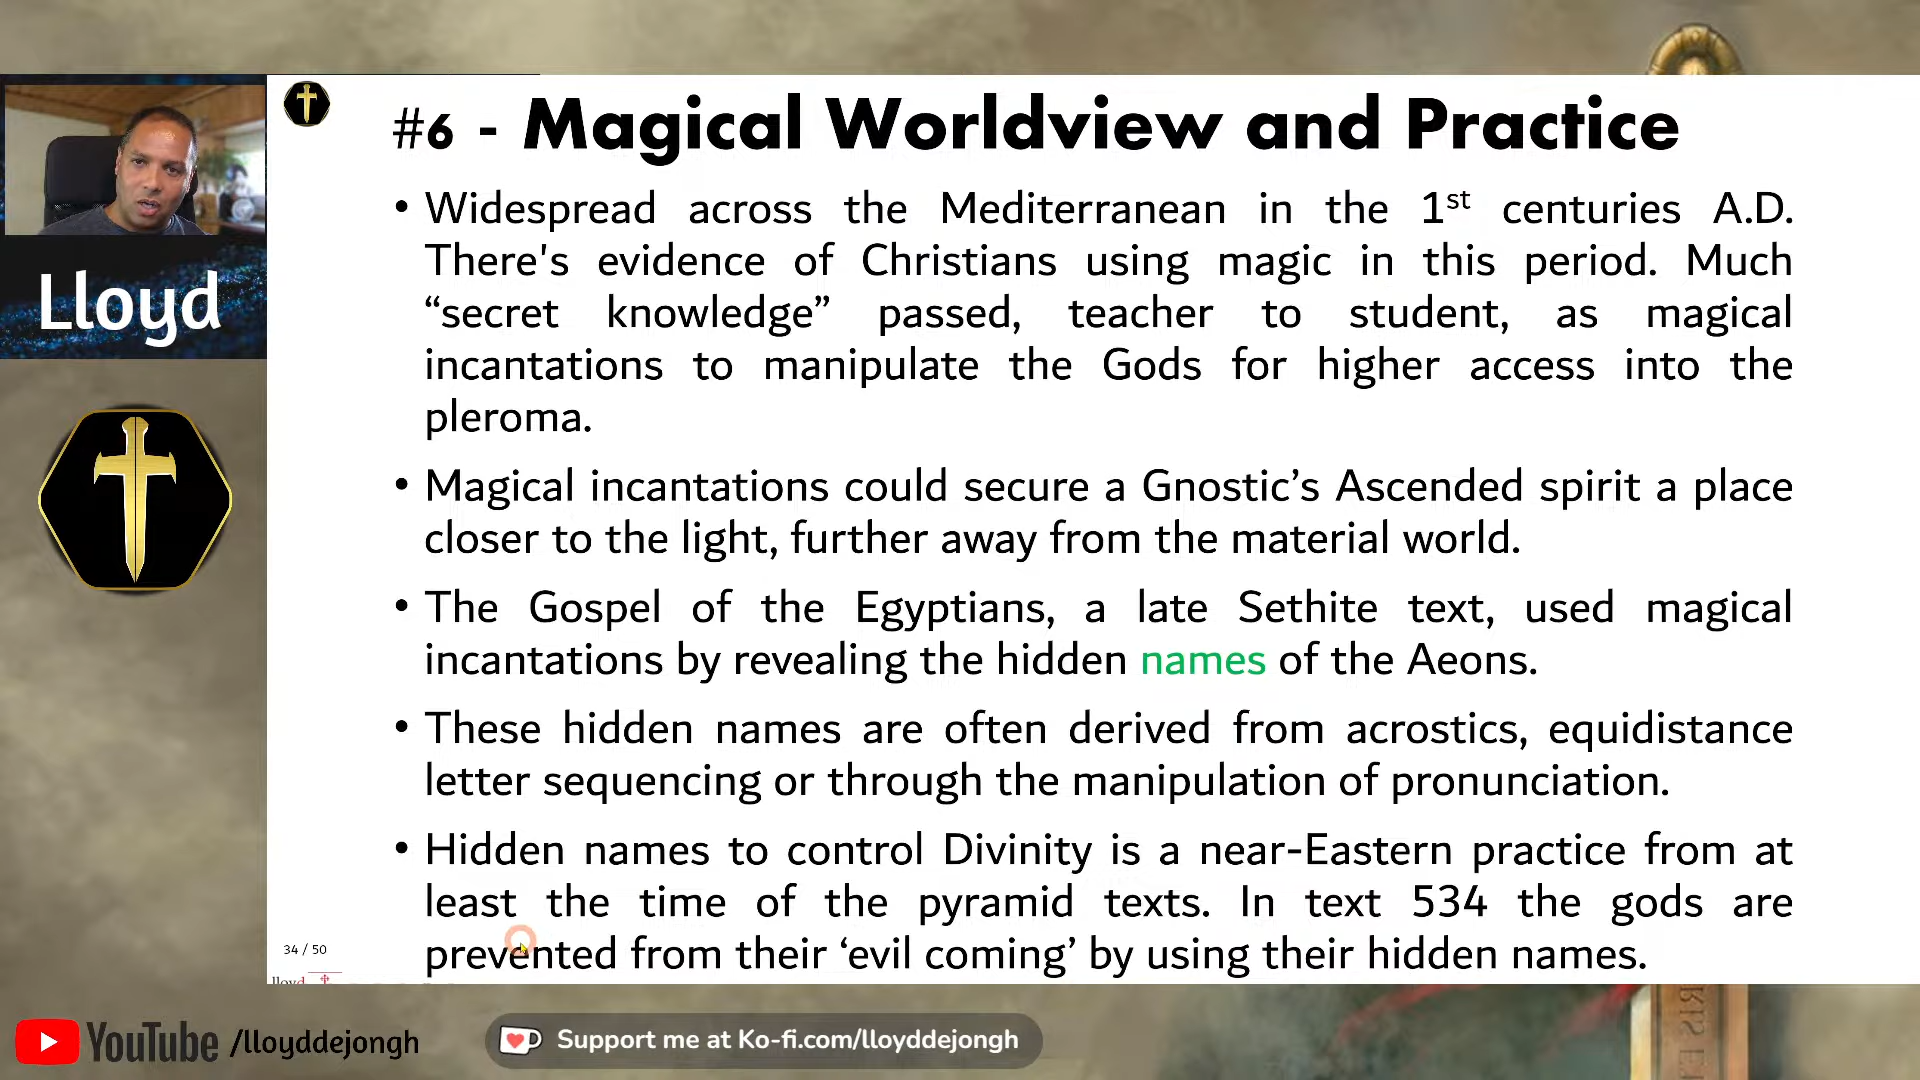 #6 - Magical Worldview and Practice
• Widespread across the Mediterranean in the 1st centuries A.D.
There's evidence of Christians using magic in this period. Much
“secret knowledge” passed, teacher to student, as magical
incantations to manipulate the Gods for higher access into the
pleroma.
• Magical incantations could secure a Gnostic’s Ascended spirit a place
closer to the light, further away from the material world.
• The Gospel of the Egyptians, a late Sethite text, used magical
incantations by revealing the hidden names of the Aeons.
• These hidden names are often derived from acrostics, equidistance
letter sequencing or through the manipulation of pronunciation.
• Hidden names to control Divinity is a near-Eastern practice from at
least the time of the pyramid texts. In text 534 the gods are
prevented from their ‘evil coming’ by using their hidden names.
34 / 50
Lloyd
YouTube /lloyddejongh
Support me at Ko-fi.com/lloyddejongh